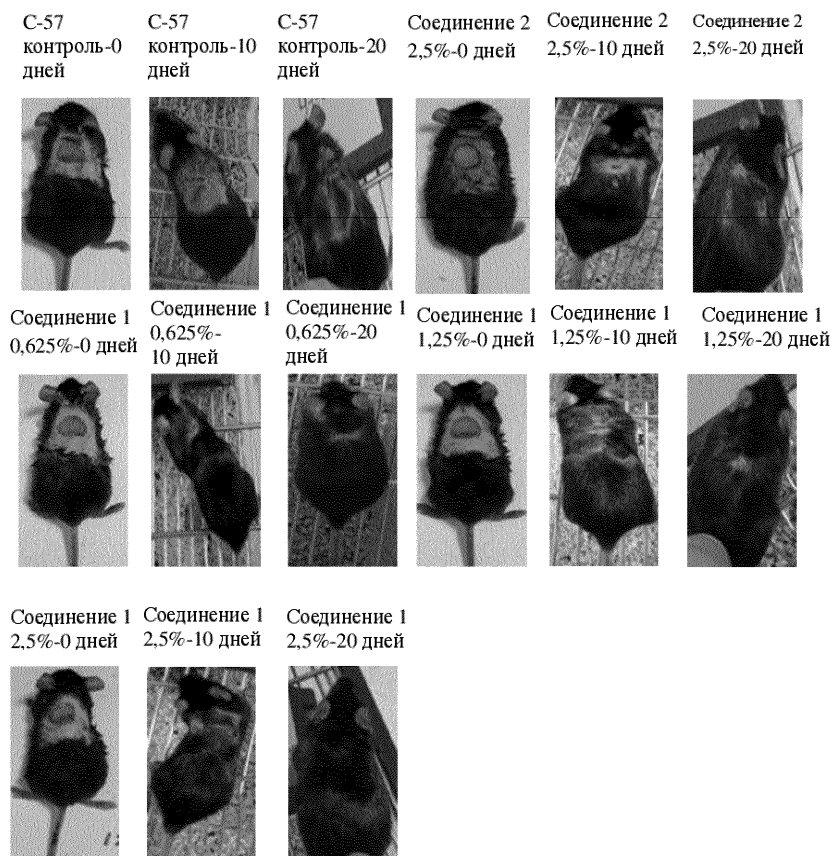 С-57
контроль-0
дней
С-57
контроль-10
дней
С-57
контроль-20
дней
Соединение 2
2,5%-0 дней
Соединение 2
2,5%-10 дней
Соединение 2
2,5%-20 дней
Соединение 1
0,625%-0 дней
Соединение 1
0,625%-
10 дней
Соединение 1
0,625%-20
дней
Соединение 1
1,25%-0 дней
Соединение 1
1,25%-10 дней
Соединение 1
1,25%-20 дней
Соединение 1
2,5%-0 дней
Соединение 1
2,5%-10 дней
Соединение 1
2,5%-20 дней